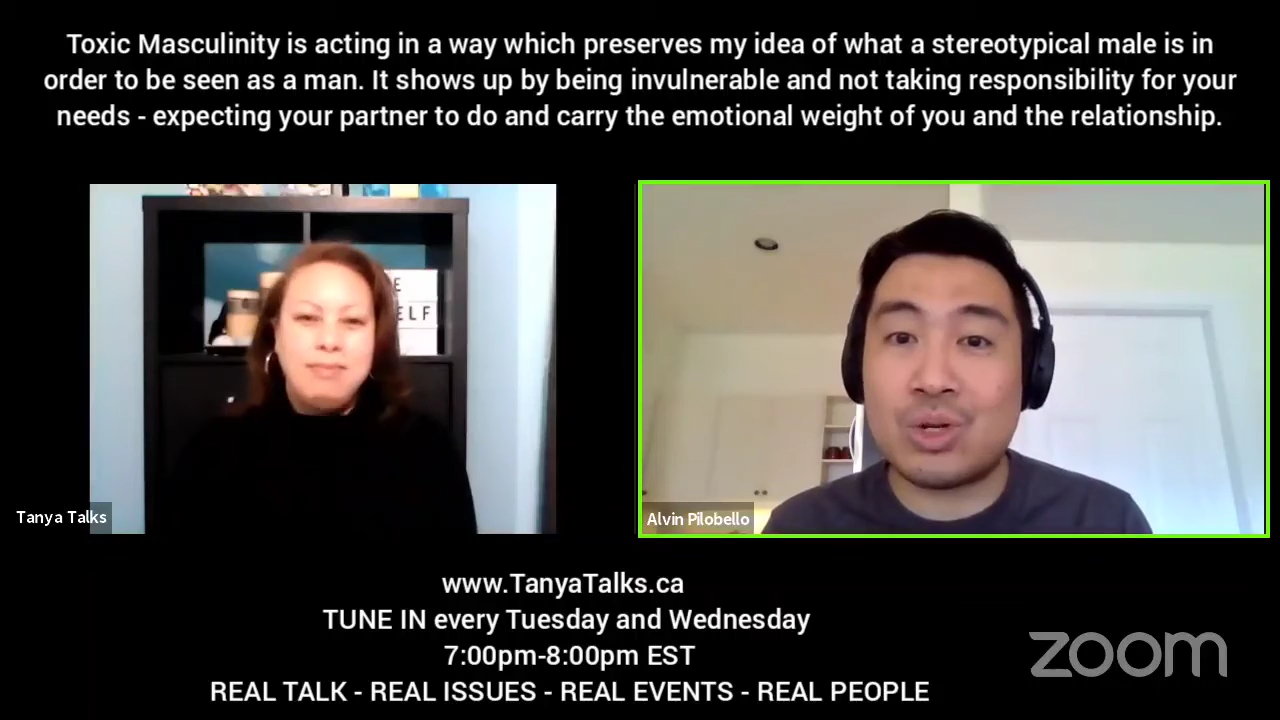 Toxic Masculinity is acting in a way which preserves my idea of what a stereotypical male is in
order to be seen as a man. It shows up by being invulnerable and not taking responsibility for your
needs - expecting your partner to do and carry the emotional weight of you and the relationship.
E
ELF
Tanya Talks
Alvin Pilobello
www.TanyaTalks.ca
TUNE IN every Tuesday and Wednesday
7:00pm-8:00pm EST
REAL TALK - REAL ISSUES - REAL EVENTS - REAL PEOPLE
zoom